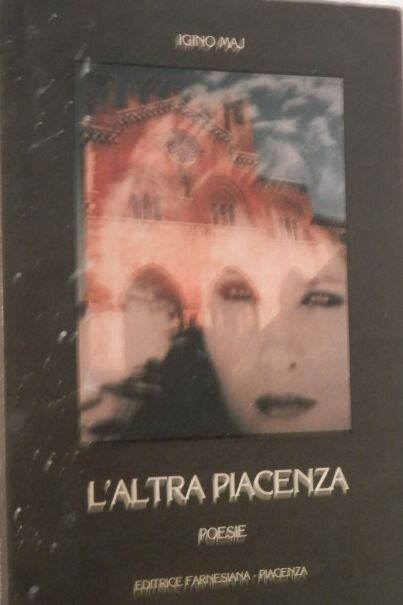 IGINO MAJ
L'ALTRA PIACENZA
POESIE
EDITRICE FARNESIANA - PIACENZA